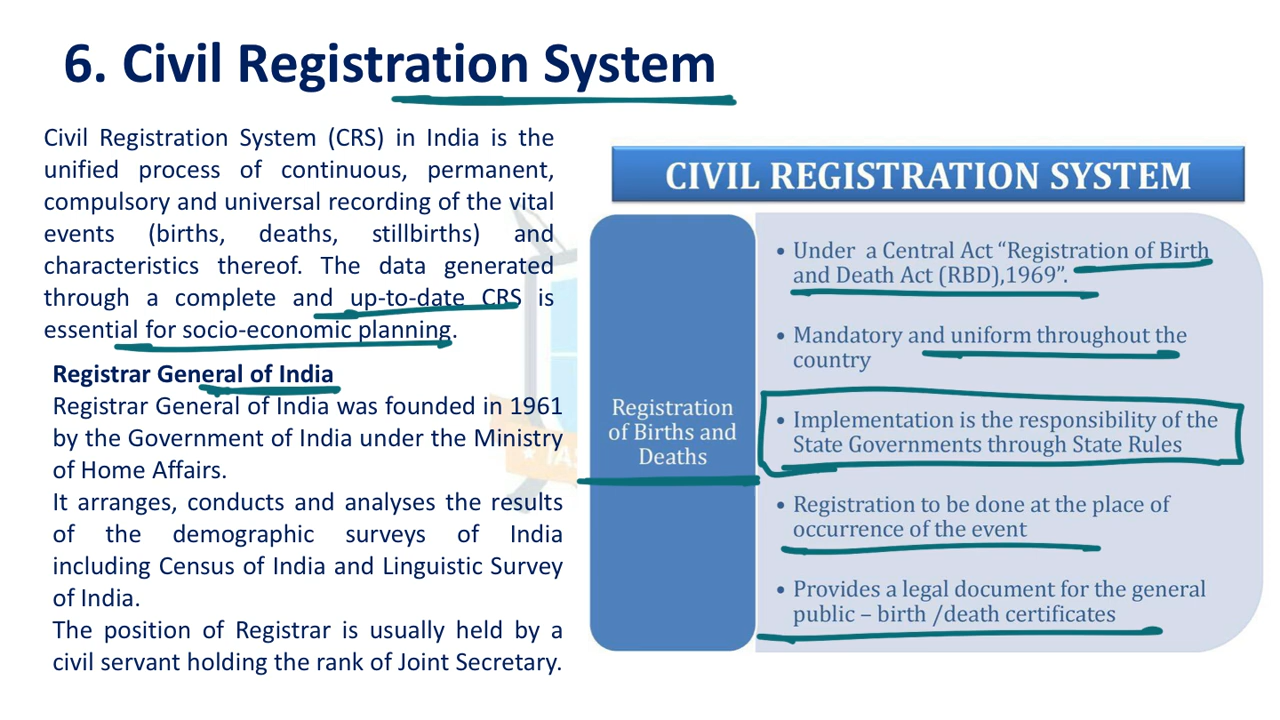 6. Civil Registration System
Civil Registration System (CRS) in India is the
unified process of continuous, permanent,
compulsory and universal recording of the vital
events (births, deaths, stillbirths) and
characteristics thereof. The data generated
through a complete and up-to-date CRS is
essential for socio-economic planning.
Registrar General of India
Registrar General of India was founded in 1961
by the Government of India under the Ministry
of Home Affairs.
It arranges, conducts and analyses the results
of the demographic surveys of India
including Census of India and Linguistic Survey
of India.
The position of Registrar is usually held by a
civil servant holding the rank of Joint Secretary.
CIVIL REGISTRATION SYSTEM
Registration
of Births and
Deaths
• Under a Central Act “Registration of Birth
and Death Act (RBD),1969”.
• Mandatory and uniform throughout the
country
• Implementation is the responsibility of the
State Governments through State Rules
• Registration to be done at the place of
occurrence of the event
• Provides a legal document for the general
public – birth /death certificates